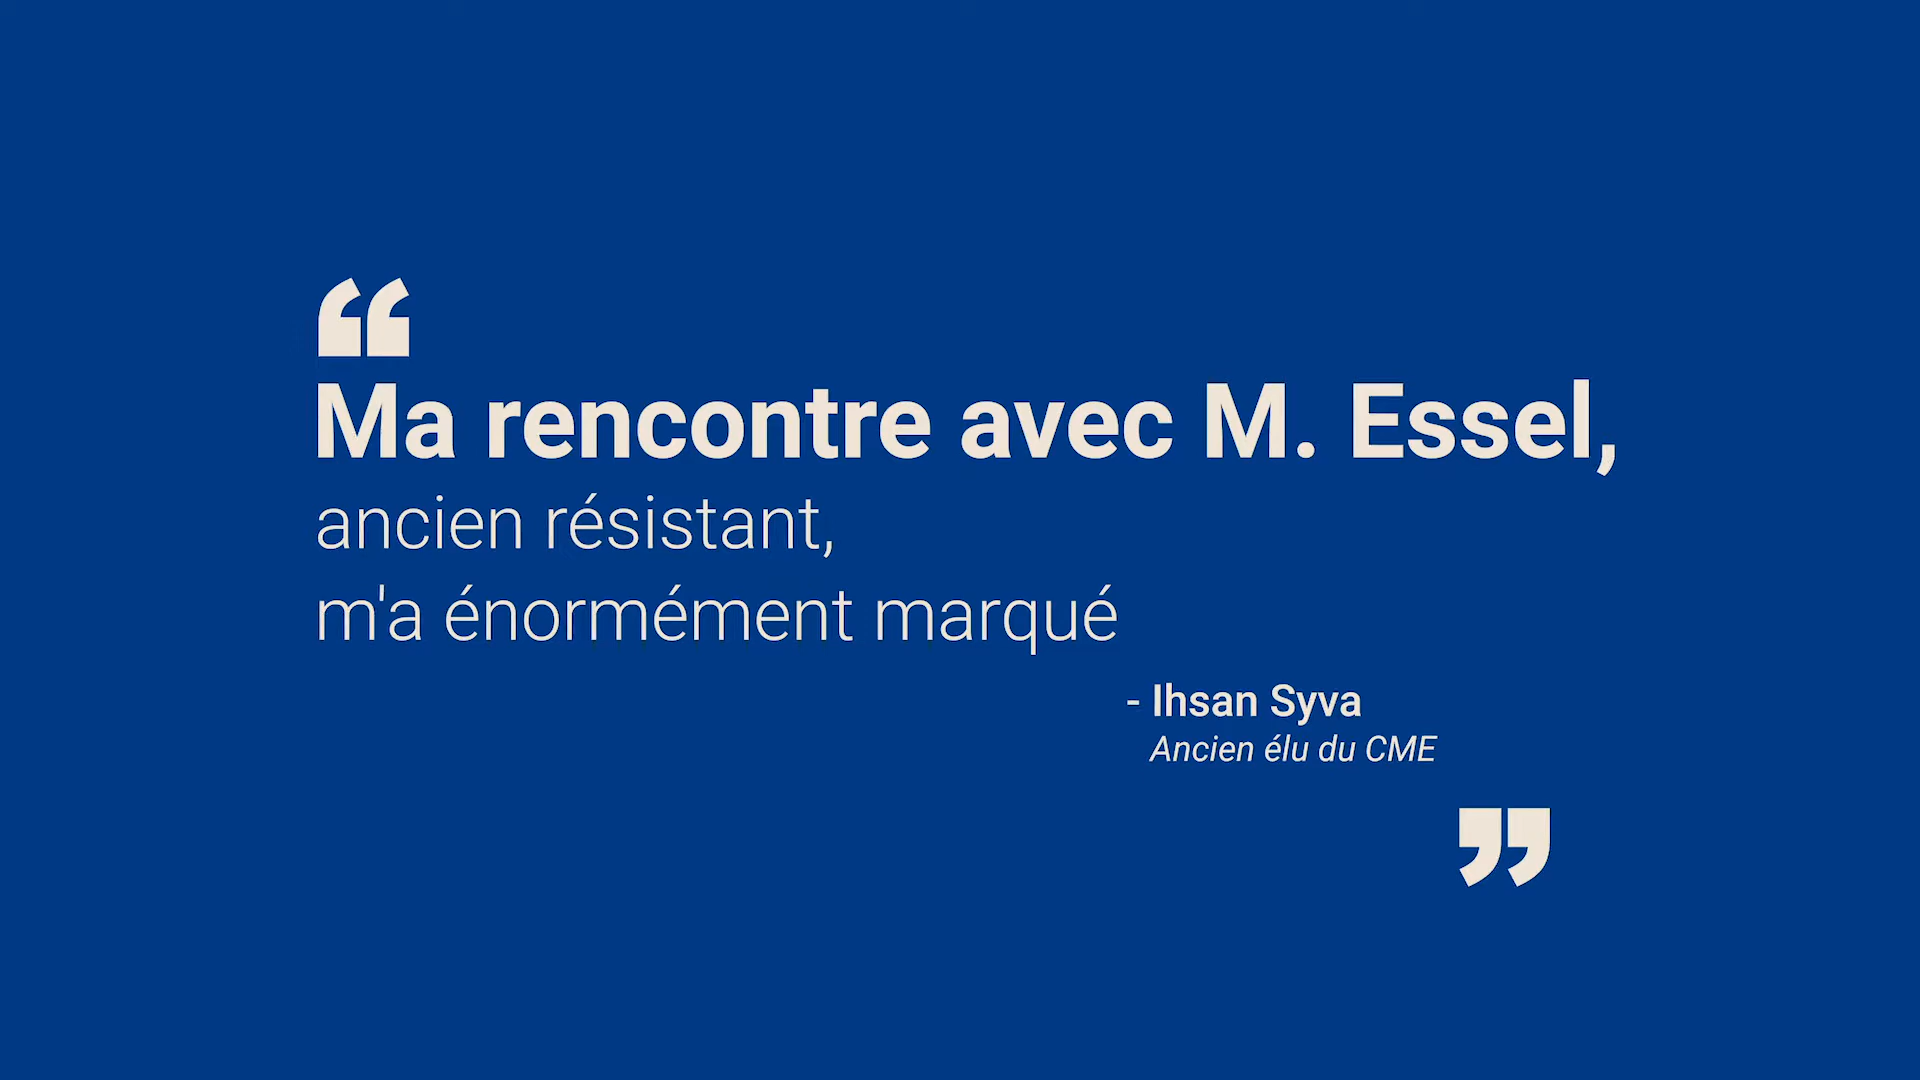 “
Ma rencontre avec M. Essel,
ancien résistant,
m'a énormément marqué
- Ihsan Syva
Ancien élu du CME
”